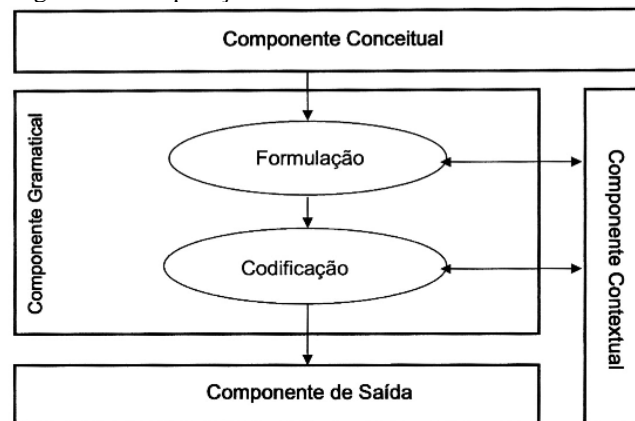 Componente Conceitual
Componente Gramatical
Formulação
Codificação
Componente Contextual
Componente de Saída